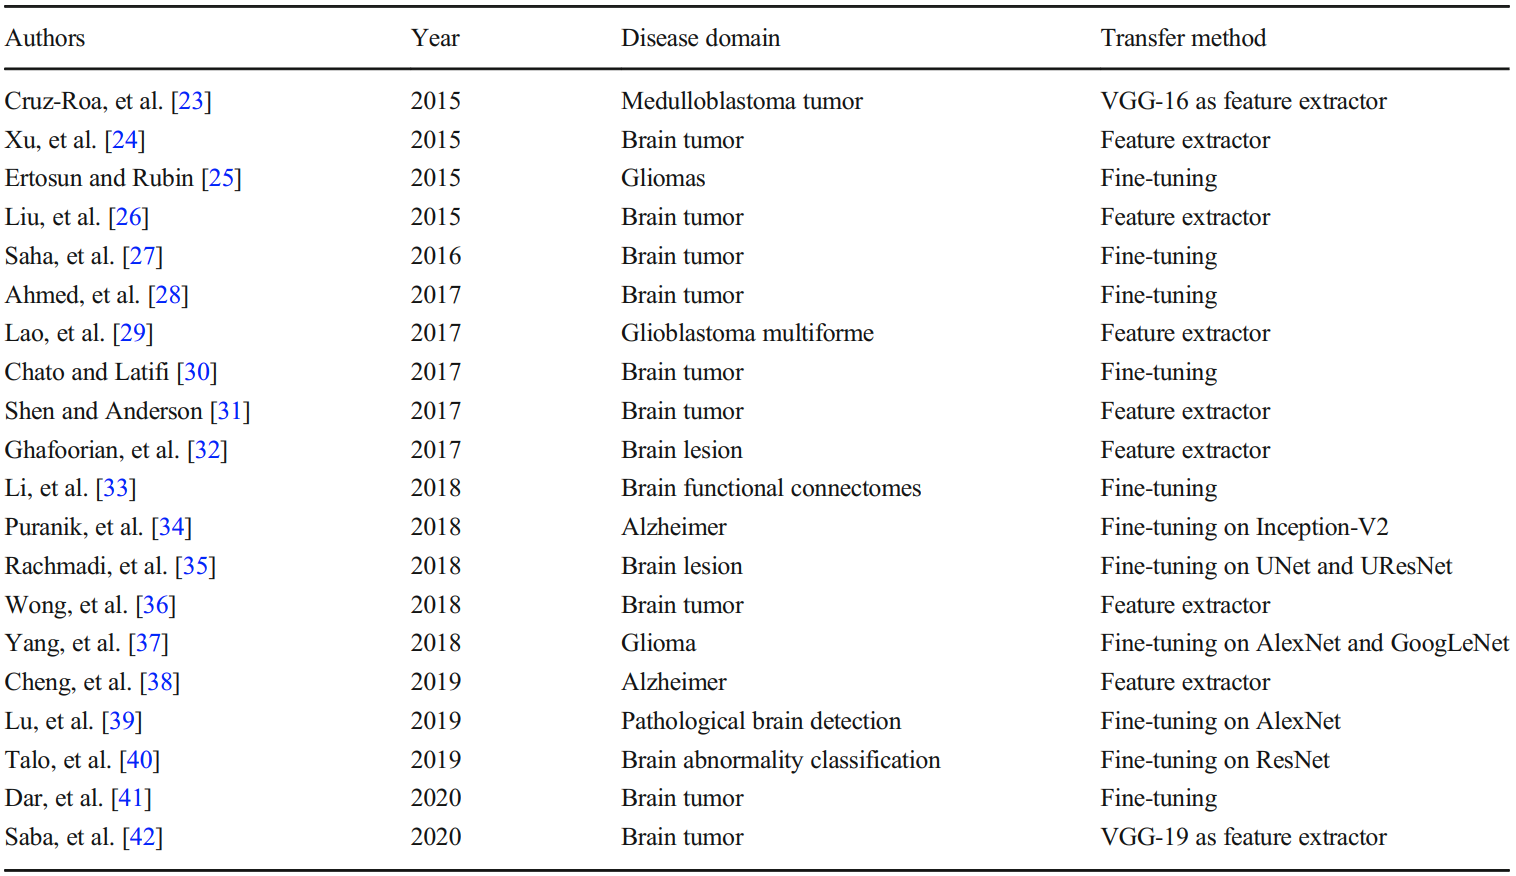 Authors Year Disease domain Transfer method
Cruz-Roa, et al. [23] 2015 Medulloblastoma tumor VGG-16 as feature extractor
Xu, et al. [24] 2015 Brain tumor Feature extractor
Ertosun and Rubin [25] 2015 Gliomas Fine-tuning
Liu, et al. [26] 2015 Brain tumor Feature extractor
Saha, et al. [27] 2016 Brain tumor Fine-tuning
Ahmed, et al. [28] 2017 Brain tumor Fine-tuning
Lao, et al. [29] 2017 Glioblastoma multiforme Feature extractor
Chato and Latifi [30] 2017 Brain tumor Fine-tuning
Shen and Anderson [31] 2017 Brain tumor Feature extractor
Ghafoorian, et al. [32] 2017 Brain lesion Feature extractor
Li, et al. [33] 2018 Brain functional connectomes Fine-tuning
Puranik, et al. [34] 2018 Alzheimer Fine-tuning on Inception-V2
Rachmadi, et al. [35] 2018 Brain lesion Fine-tuning on UNet and UResNet
Wong, et al. [36] 2018 Brain tumor Feature extractor
Yang, et al. [37] 2018 Glioma Fine-tuning on AlexNet and GoogLeNet
Cheng, et al. [38] 2019 Alzheimer Feature extractor
Lu, et al. [39] 2019 Pathological brain detection Fine-tuning on AlexNet
Talo, et al. [40] 2019 Brain abnormality classification Fine-tuning on ResNet
Dar, et al. [41] 2020 Brain tumor Fine-tuning
Saba, et al. [42] 2020 Brain tumor VGG-19 as feature extractor